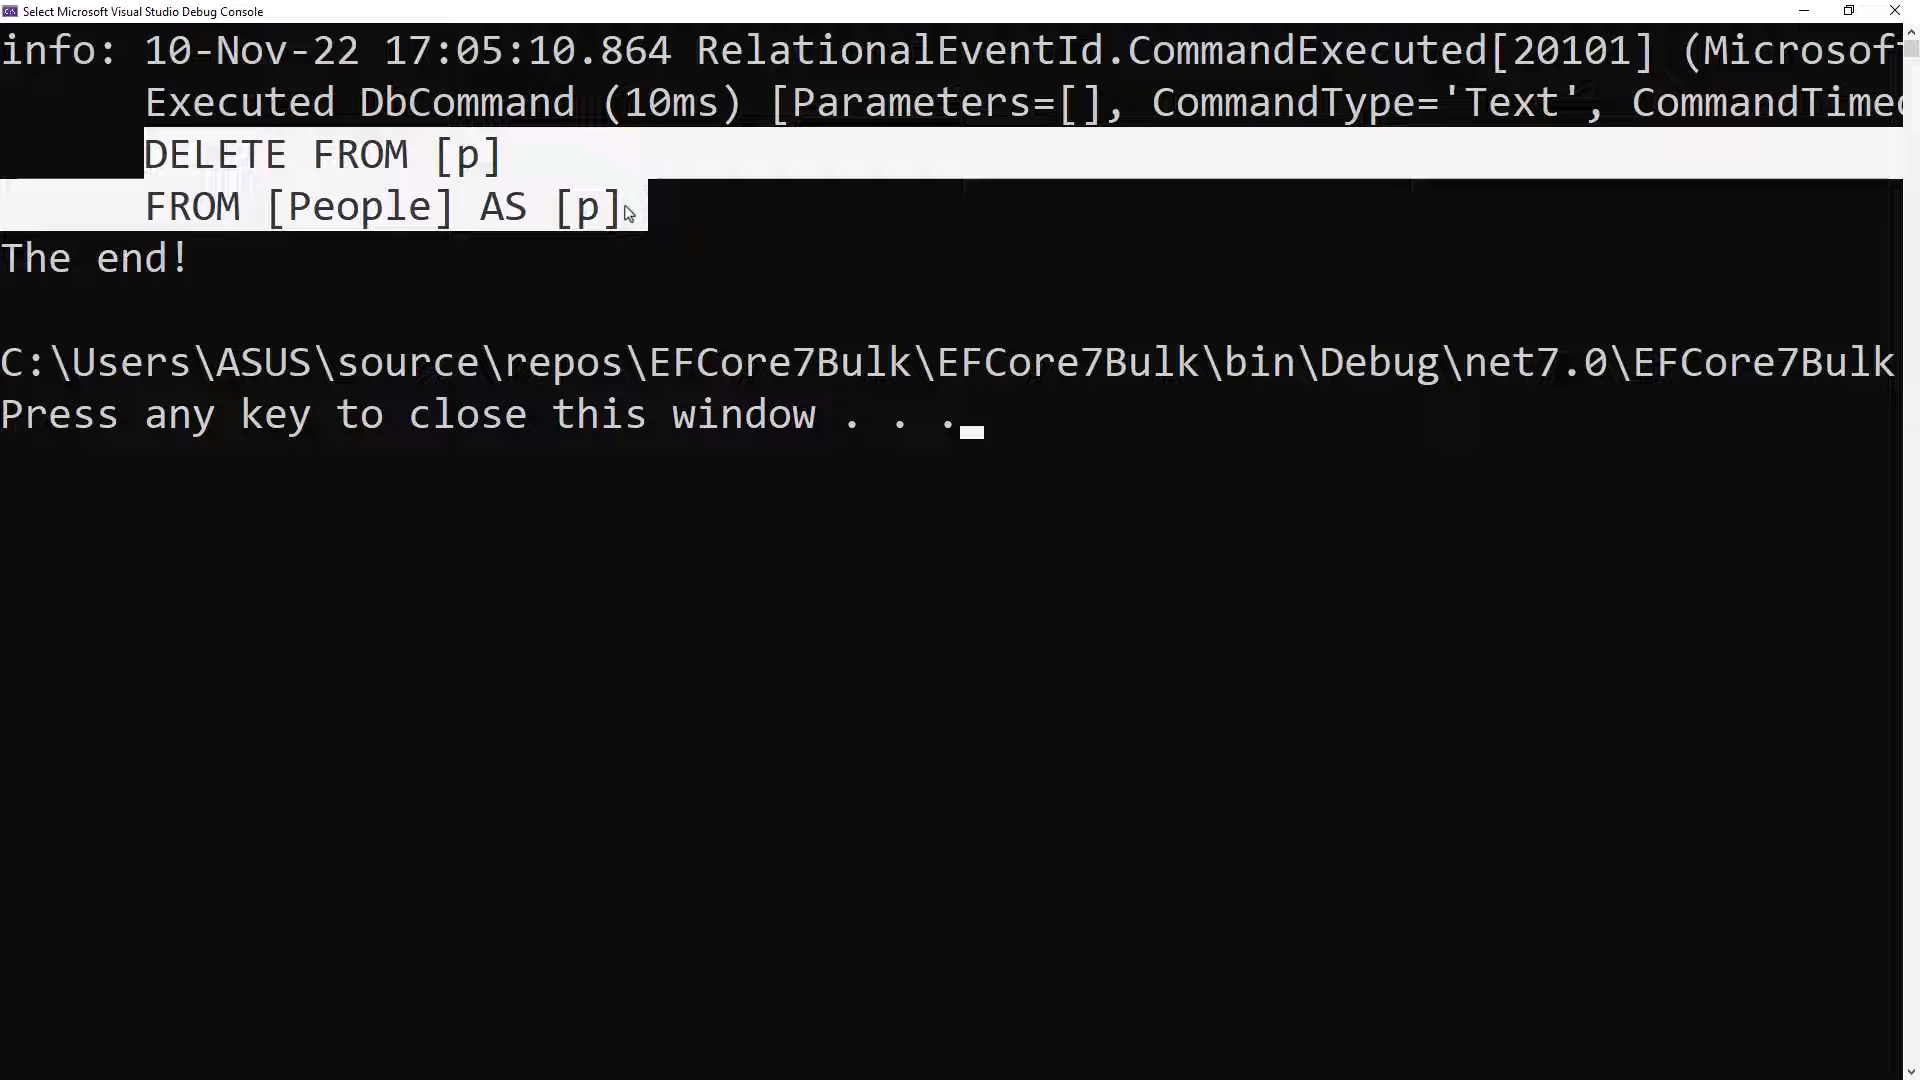 Select Microsoft Visual Studio Debug Console
info: 10-Nov-22 17:05:10.864 RelationalEventId.CommandExecuted[20101] (Microsof
Executed DbCommand (10ms) [Parameters=[], CommandType='Text', CommandTimeo
DELETE FROM [p]
FROM [People] AS [p]
The end!
C:\Users\ASUS\source\repos\EFCore7Bulk\EFCore7Bulk\bin\Debug\net7.0\EFCore7Bulk
Press any key to close this window . . .